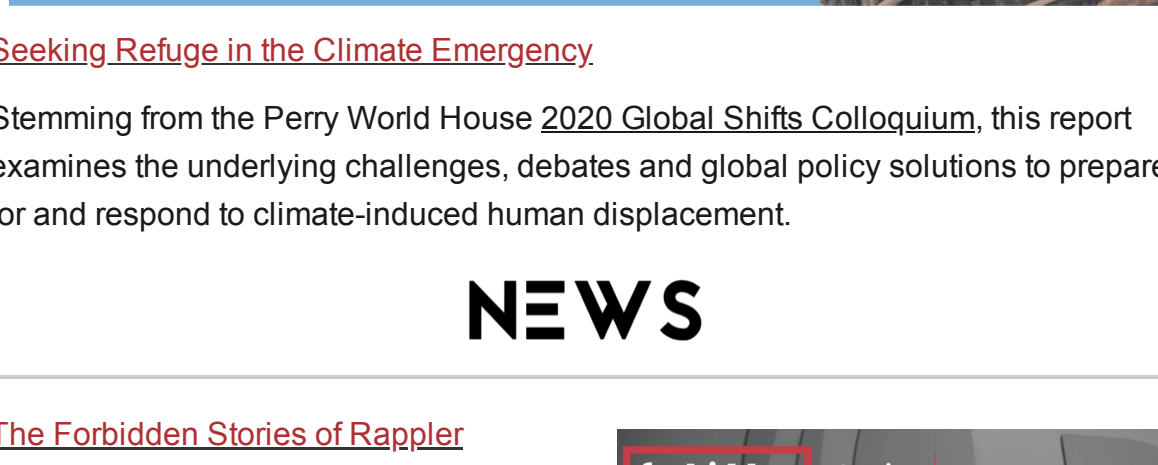 Seeking Refuge in the Climate Emergency
Stemming from the Perry World House 2020 Global Shifts Colloquium, this report
examines the underlying challenges, debates and global policy solutions to prepare
for and respond to climate-induced human displacement.
NEWS
The Forbidden Stories of Rappler